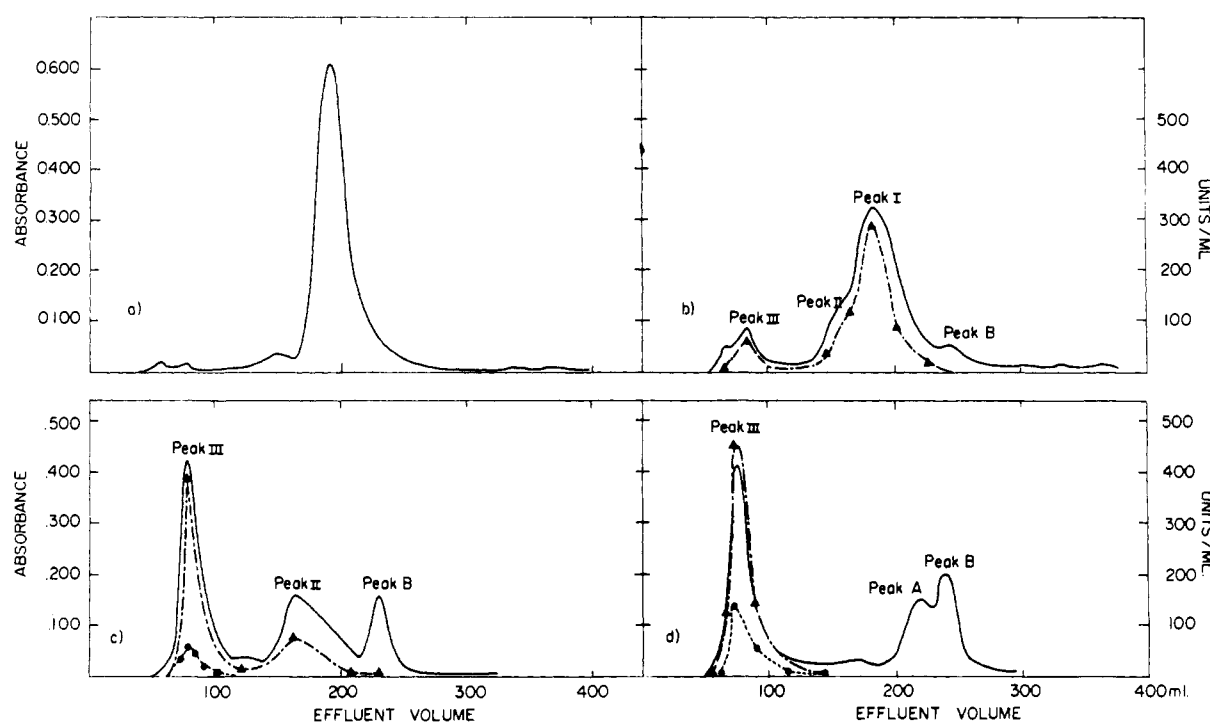 ABSORBANCE
0.600
0.500
0.400
0.300
0.200
0.100
a)
Peak I
Peak II
Peak III
Peak B
b)
500
400
300
200
100
UNITS/ML
ABSORBANCE
.500
.400
.300
.200
.100
Peak III
Peak II
Peak B
c)
100
200
300
400
EFFLUENT VOLUME
Peak III
Peak A
Peak B
d)
500
400
300
200
100
UNITS/ML.
100
200
300
400ml.
EFFLUENT VOLUME